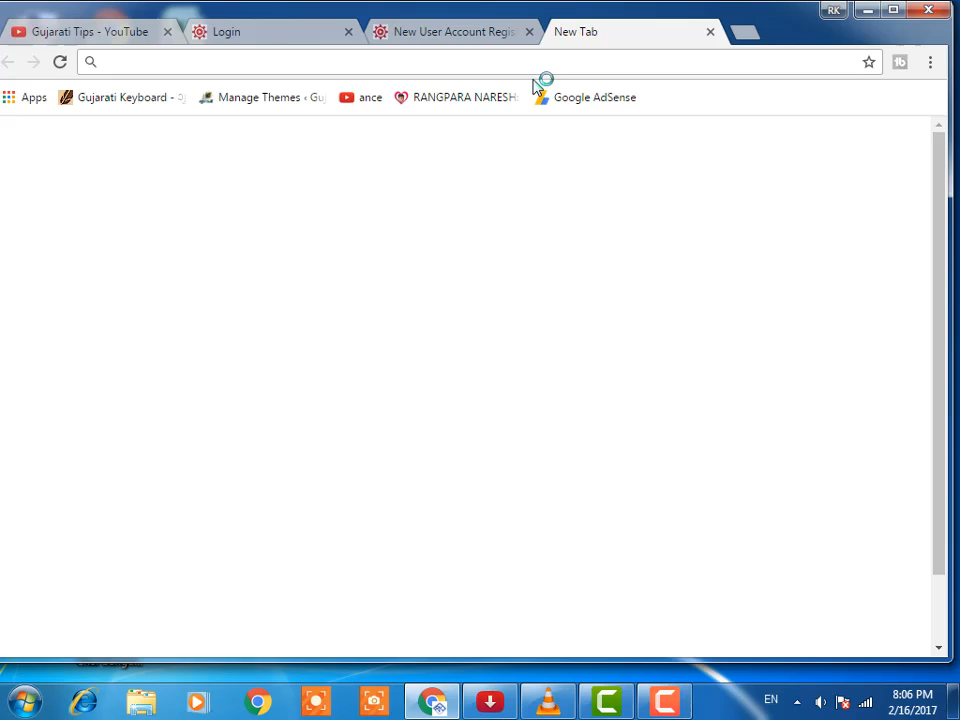 RK
Gujarati Tips - YouTube
Login
New User Account Regis
New Tab
Apps
Gujarati Keyboard -
Manage Themes ‹ Gu
ance
RANGPARA NARESH
Google AdSense
EN
8:06 PM
2/16/2017